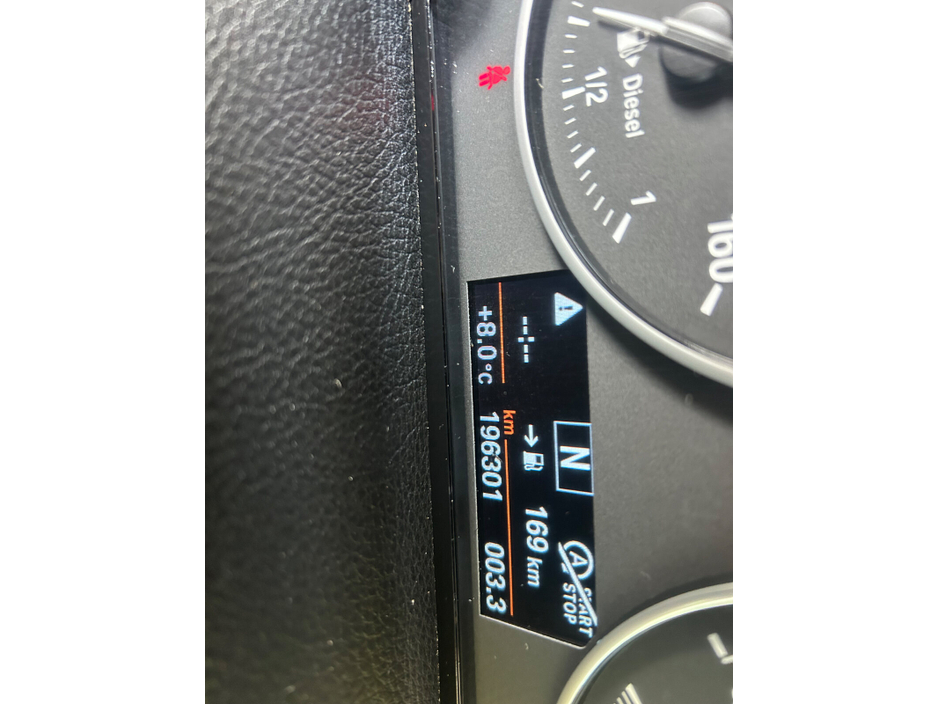 1/2
Diesel
1
160
N
START
STOP
--:--
169 km
km
+8.0°C
196301
003.3